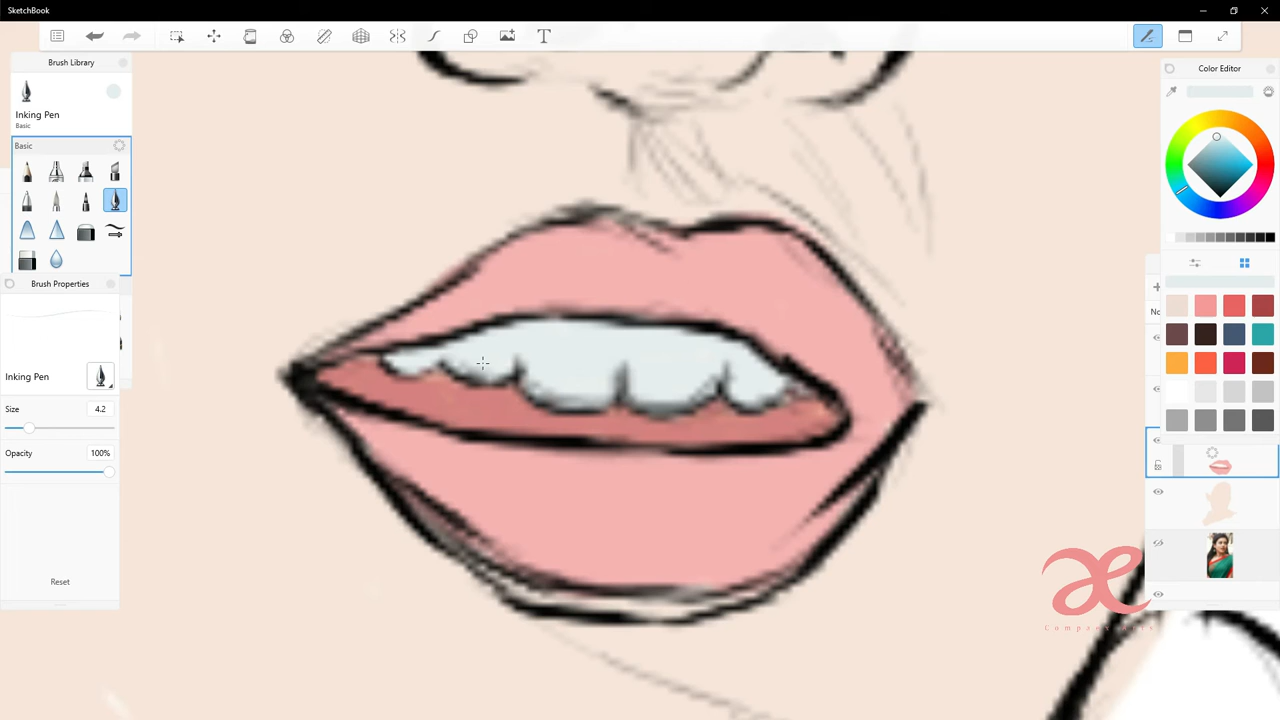 SketchBook
Brush Library
Inking Pen
Basic
Basic
Brush Properties
Inking Pen
Size
4.2
Opacity
100%
Reset
T
Color Editor
No
æ